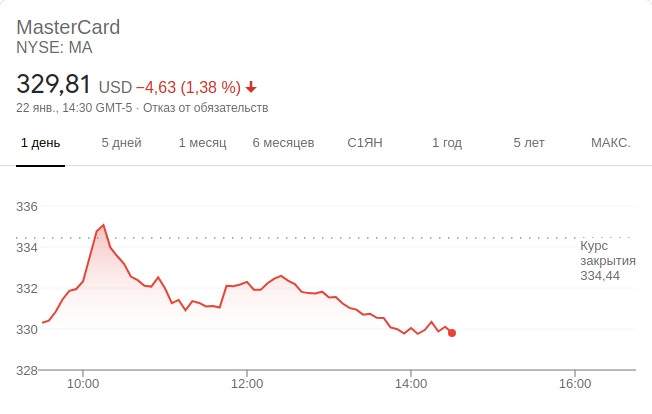 MasterCard
NYSE: MA
329,81 USD −4,63 (1,38 %)
22 янв., 14:30 GMT-5 · Отказ от обязательств
1 день 5 дней 1 месяц 6 месяцев С1ЯН 1 год 5 лет МАКС.
336
334
332
330
328
Курс
закрытия
334,44
10:00 12:00 14:00 16:00